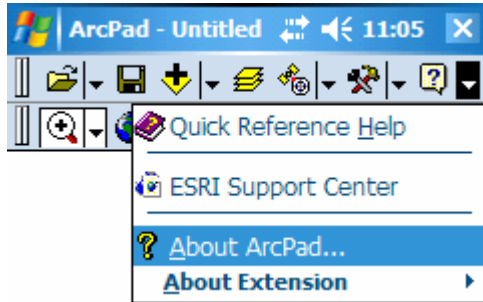 ArcPad - Untitled 11:05
Quick Reference Help
ESRI Support Center
About ArcPad...
About Extension